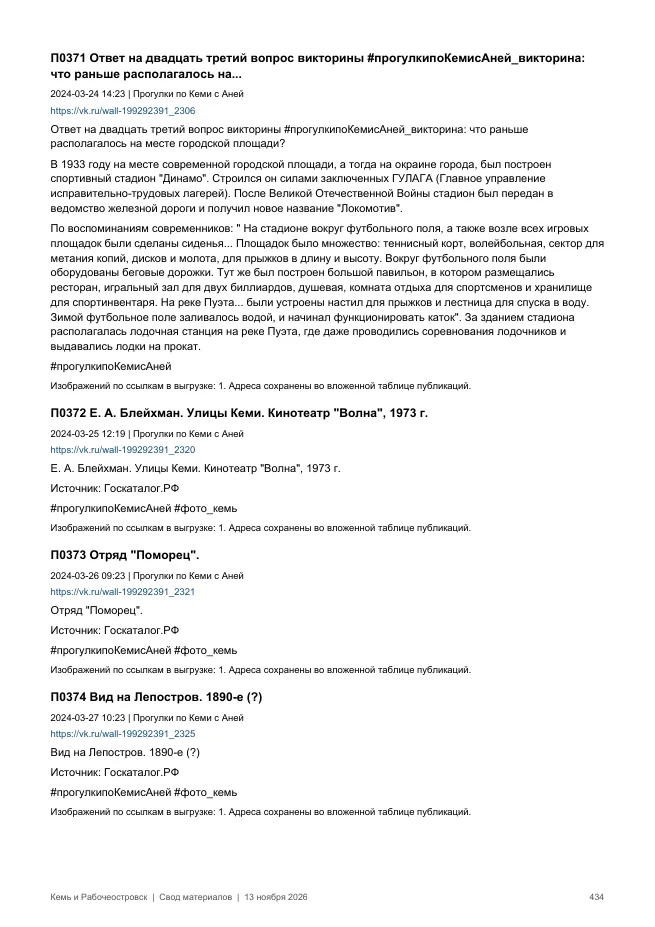 П0371 Ответ на двадцать третий вопрос викторины #прогулкипоКемисАней_викторина:
что раньше располагалось на...
2024-03-24 14:23 | Прогулки по Кеми с Аней
https://vk.ru/wall-199292391_2306
Ответ на двадцать третий вопрос викторины #прогулкипоКемисАней_викторина: что раньше
располагалось на месте городской площади?
В 1933 году на месте современной городской площади, а тогда на окраине города, был построен
спортивный стадион "Динамо". Строился он силами заключенных ГУЛАГА (Главное управление
исправительно-трудовых лагерей). После Великой Отечественной Войны стадион был передан в
ведомство железной дороги и получил новое название "Локомотив".
По воспоминаниям современников: " На стадионе вокруг футбольного поля, а также возле всех игровых
площадок были сделаны сиденья... Площадок было множество: теннисный корт, волейбольная, сектор для
метания копий, дисков и молота, для прыжков в длину и высоту. Вокруг футбольного поля были
оборудованы беговые дорожки. Тут же был построен большой павильон, в котором размещались
ресторан, игральный зал для двух биллиардов, душевая, комната отдыха для спортсменов и хранилище
для спортинвентаря. На реке Пуэта... были устроены настил для прыжков и лестница для спуска в воду.
Зимой футбольное поле заливалось водой, и начинал функционировать каток". За зданием стадиона
располагалась лодочная станция на реке Пуэта, где даже проводились соревнования лодочников и
выдавались лодки на прокат.
#прогулкипоКемисАней
Изображений по ссылкам в выгрузке: 1. Адреса сохранены во вложенной таблице публикаций.
П0372 Е. А. Блейхман. Улицы Кеми. Кинотеатр "Волна", 1973 г.
2024-03-25 12:19 | Прогулки по Кеми с Аней
https://vk.ru/wall-199292391_2320
Е. А. Блейхман. Улицы Кеми. Кинотеатр "Волна", 1973 г.
Источник: Госкаталог.РФ
#прогулкипоКемисАней #фото_кемь
Изображений по ссылкам в выгрузке: 1. Адреса сохранены во вложенной таблице публикаций.
П0373 Отряд "Поморец".
2024-03-26 09:23 | Прогулки по Кеми с Аней
https://vk.ru/wall-199292391_2321
Отряд "Поморец".
Источник: Госкаталог.РФ
#прогулкипоКемисАней #фото_кемь
Изображений по ссылкам в выгрузке: 1. Адреса сохранены во вложенной таблице публикаций.
П0374 Вид на Лепостров. 1890-е (?)
2024-03-27 10:23 | Прогулки по Кеми с Аней
https://vk.ru/wall-199292391_2325
Вид на Лепостров. 1890-е (?)
Источник: Госкаталог.РФ
#прогулкипоКемисАней #фото_кемь
Изображений по ссылкам в выгрузке: 1. Адреса сохранены во вложенной таблице публикаций.
Кемь и Рабочеостровск | Свод материалов | 13 ноября 2026 434